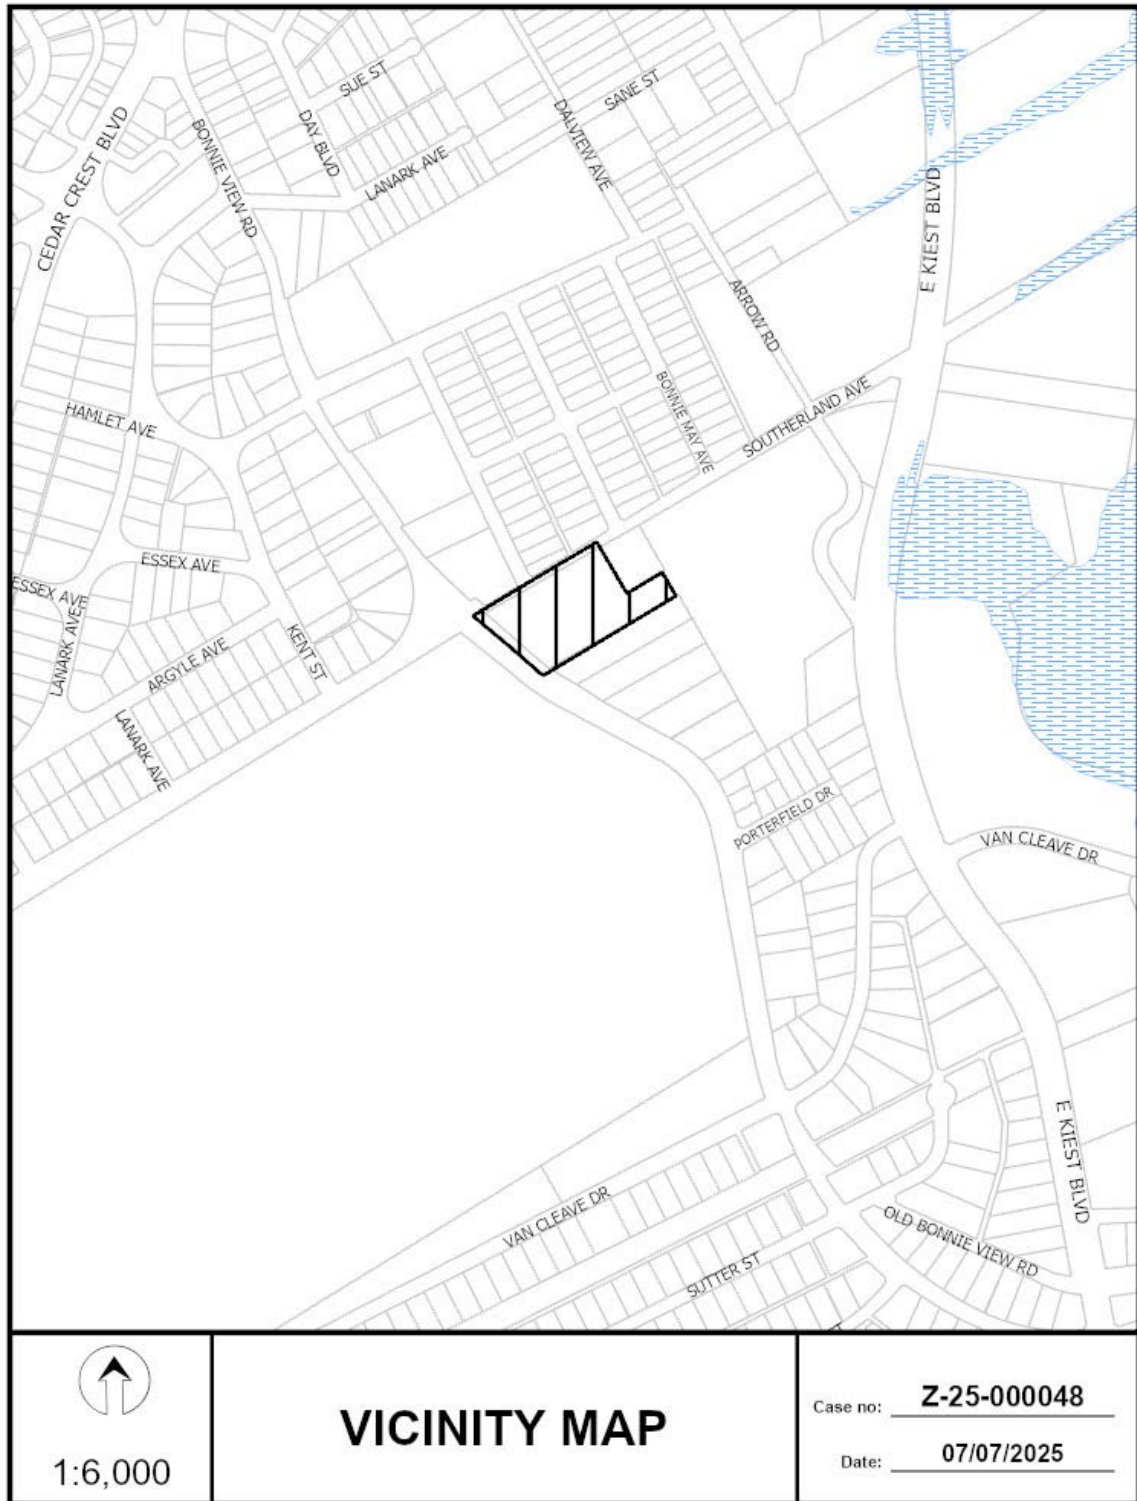 SUE ST
SANE ST
DAY BLVD
DALVIEW AVE
CEDAR CREST BLVD
BONNIE VIEW RD
LANARK AVE
E KIEST BLVD
ARROW RD
BONNIE MAY AVE
SOUTHERLAND AVE
HAMLET AVE
ESSEX AVE
ESSEX AVE
LANARK AVE
KENT ST
ARGYLE AVE
LANARK AVE
PORTERFIELD DR
VAN CLEAVE DR
E KIEST BLVD
VAN CLEAVE DR
OLD BONNIE VIEW RD
SUTTER ST
1:6,000
VICINITY MAP
Case no: Z-25-000048
Date: 07/07/2025